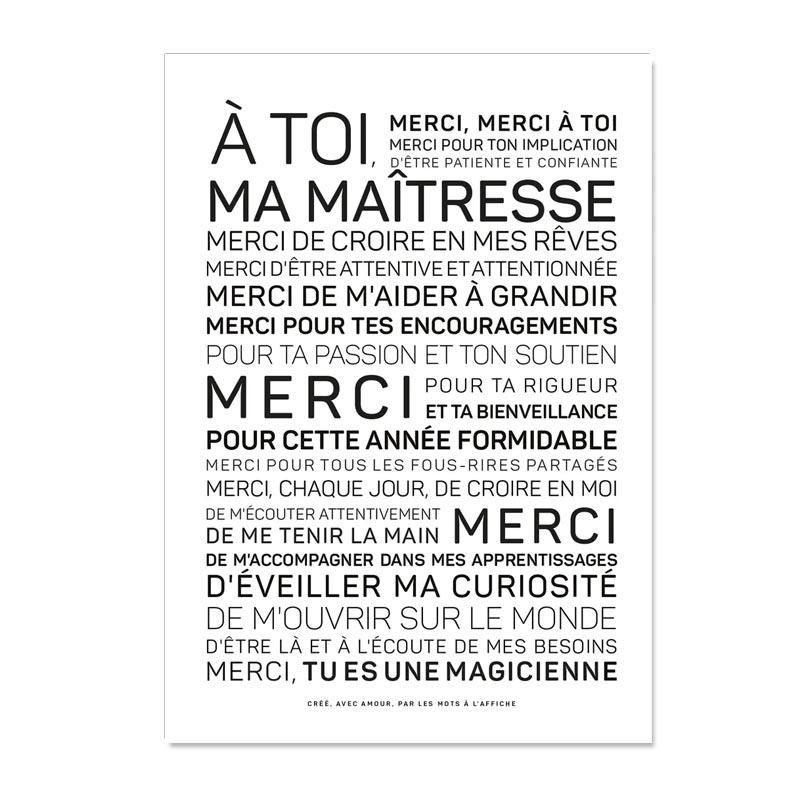 À TOI,
MERCI, MERCI À TOI
MERCI POUR TON IMPLICATION
D'ÊTRE PATIENTE ET CONFIANTE
MA MAÎTRESSE
MERCI DE CROIRE EN MES RÊVES
MERCI D'ÊTRE ATTENTIVE ET ATTENTIONNÉE
MERCI DE M'AIDER À GRANDIR
MERCI POUR TES ENCOURAGEMENTS
POUR TA PASSION ET TON SOUTIEN
MERCI
POUR TA RIGUEUR
ET TA BIENVEILLANCE
POUR CETTE ANNÉE FORMIDABLE
MERCI POUR TOUS LES FOUS-RIRES PARTAGÉS
MERCI, CHAQUE JOUR, DE CROIRE EN MOI
DE M'ÉCOUTER ATTENTIVEMENT
DE ME TENIR LA MAIN
MERCI
DE M'ACCOMPAGNER DANS MES APPRENTISSAGES
D'ÉVEILLER MA CURIOSITÉ
DE M'OUVRIR SUR LE MONDE
D'ÊTRE LÀ ET À L'ÉCOUTE DE MES BESOINS
MERCI, TU ES UNE MAGICIENNE
CRÉÉ, AVEC AMOUR, PAR LES MOTS À L'AFFICHE